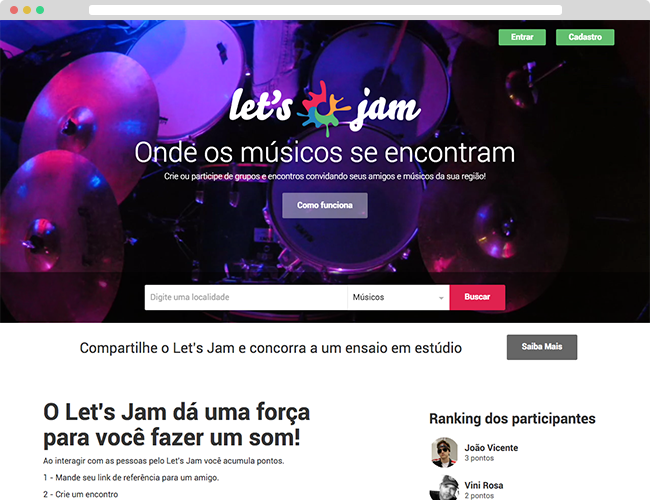 Entrar
Cadastro
let's jam
Onde os músicos se encontram
Crie ou participe de grupos e encontros convidando seus amigos e músicos da sua região!
Como funciona
Digite uma localidade
Músicos
Buscar
Compartilhe o Let's Jam e concorra a um ensaio em estúdio
Saiba Mais
O Let's Jam dá uma força
para você fazer um som!
Ao interagir com as pessoas pelo Let's Jam você acumula pontos.
1 - Mande seu link de referência para um amigo.
2 - Crie um encontro
Ranking dos participantes
João Vicente
3 pontos
Vini Rosa
2 pontos